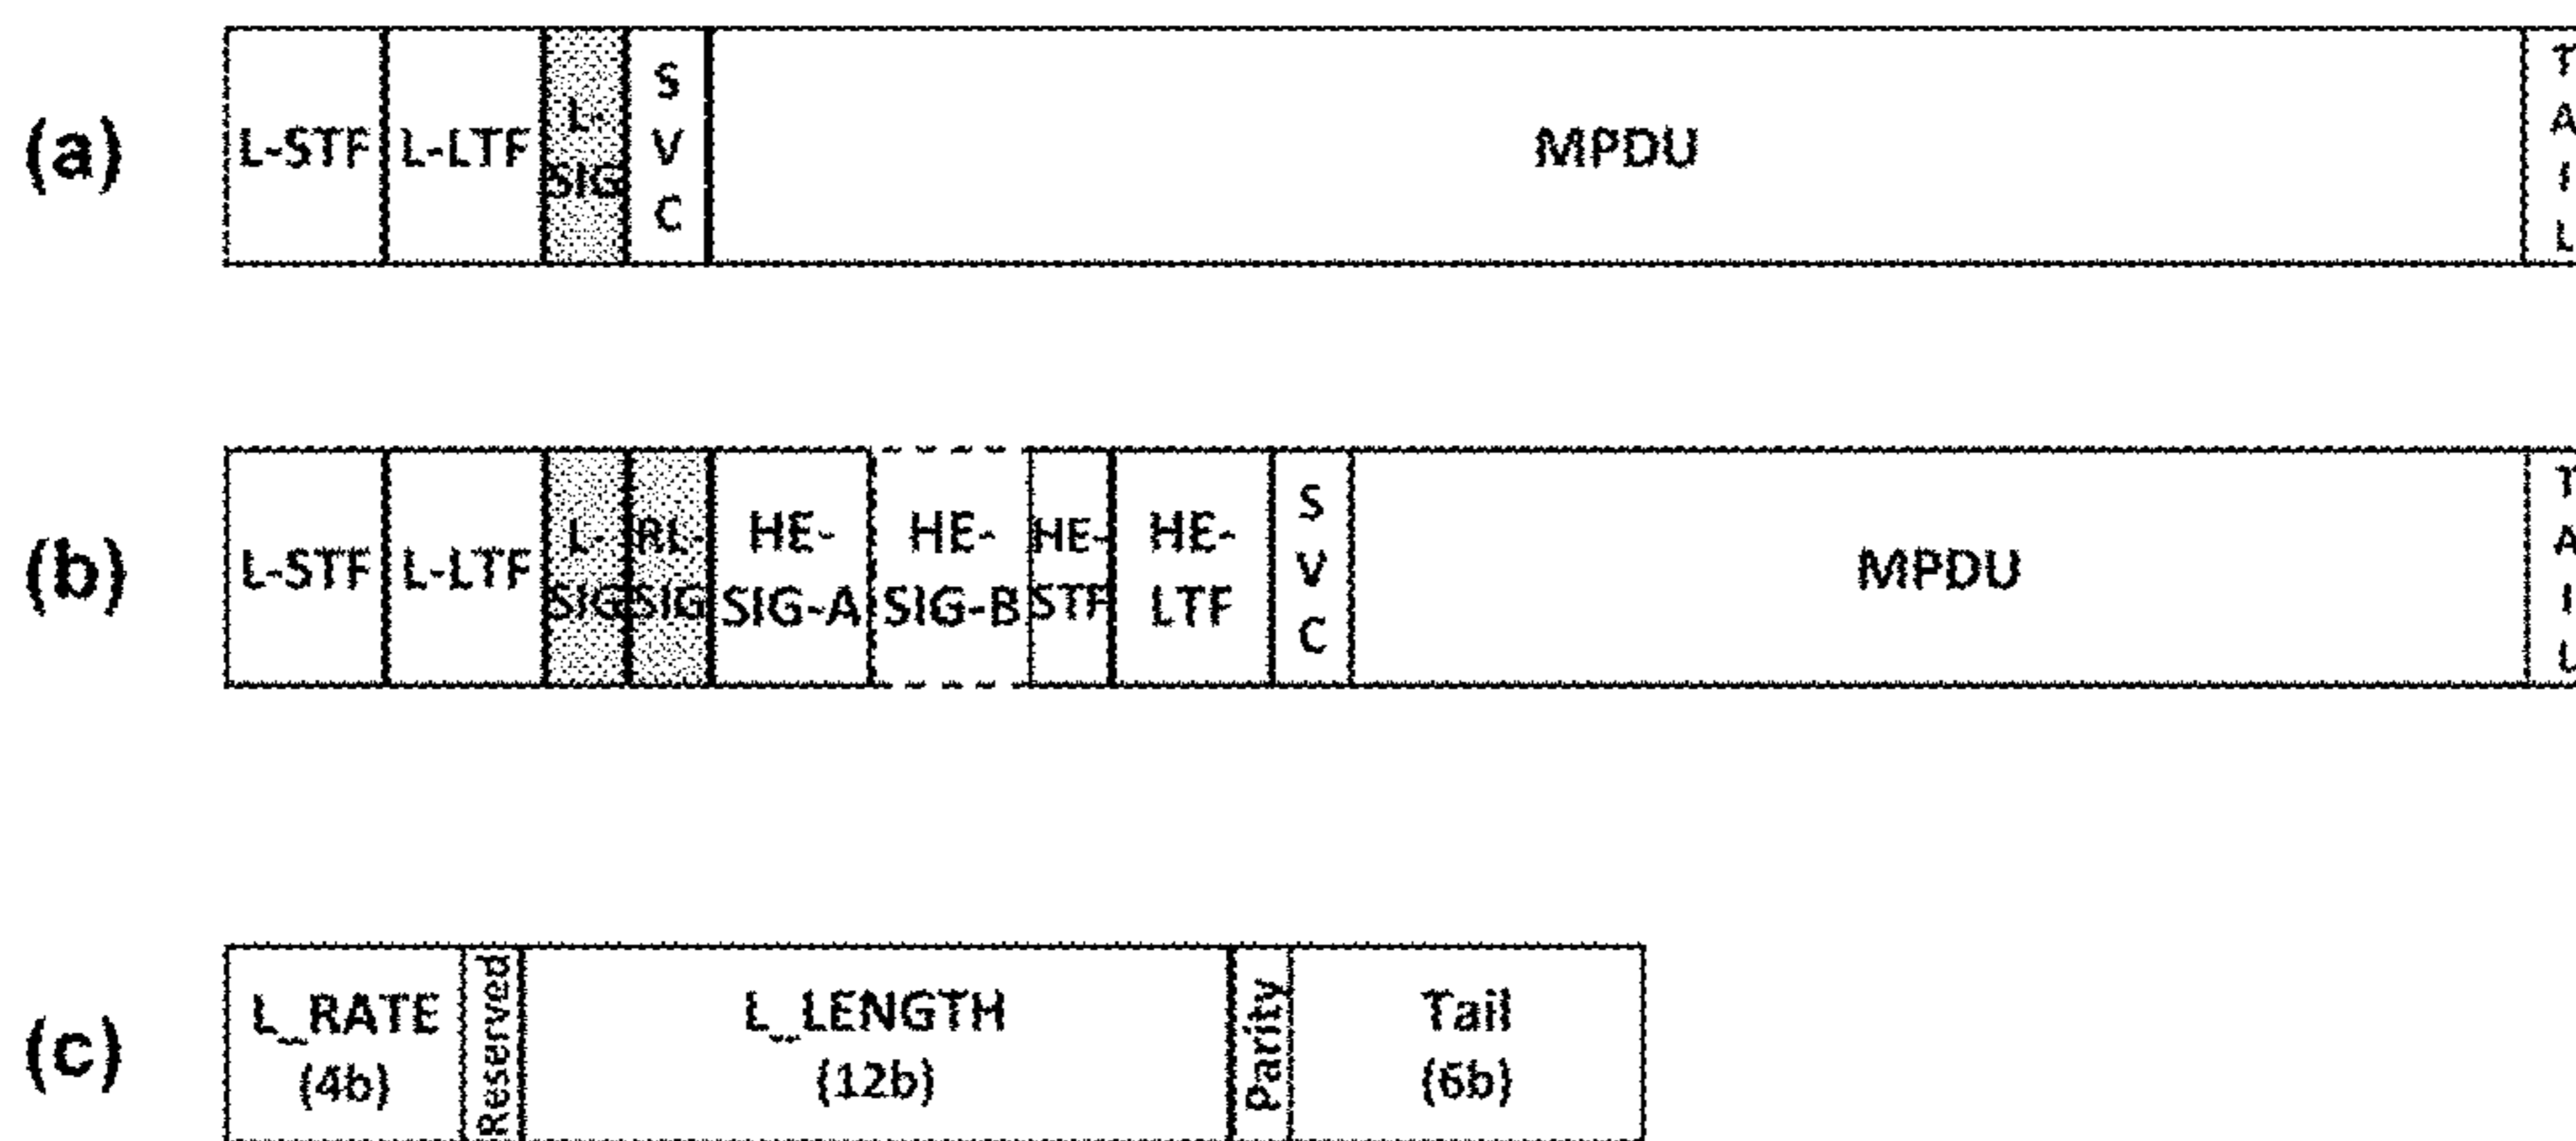 (a)
L-STF
L-LTF
L-
SIG
S
V
C
MPDU
T
A
I
L
(b)
L-STF
L-LTF
L-
SIG
RL-
SIG
HE-
SIG-A
HE-
SIG-B
HE-
STF
HE-
LTF
S
V
C
MPDU
T
A
I
L
(c)
L_RATE
(4b)
Reserved
L_LENGTH
(12b)
Parity
Tail
(6b)